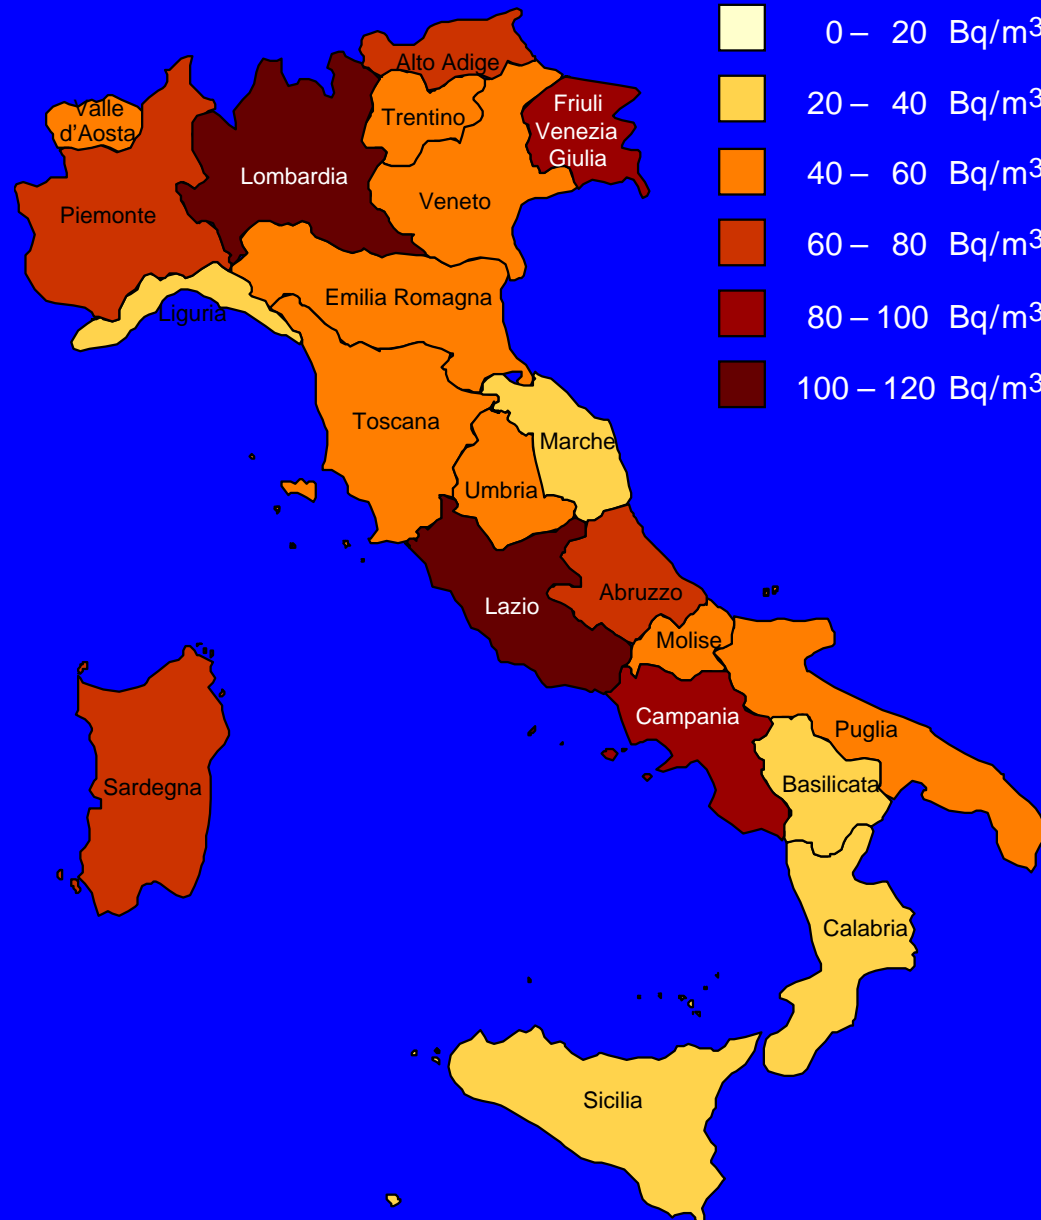 0 – 20 Bq/m³
20 – 40 Bq/m³
40 – 60 Bq/m³
60 – 80 Bq/m³
80 – 100 Bq/m³
100 – 120 Bq/m³
Alto Adige
Valle
d'Aosta
Trentino
Friuli
Venezia
Giulia
Lombardia
Piemonte
Veneto
Emilia Romagna
Liguria
Toscana
Marche
Umbria
Lazio
Abruzzo
Molise
Campania
Puglia
Basilicata
Sardegna
Calabria
Sicilia